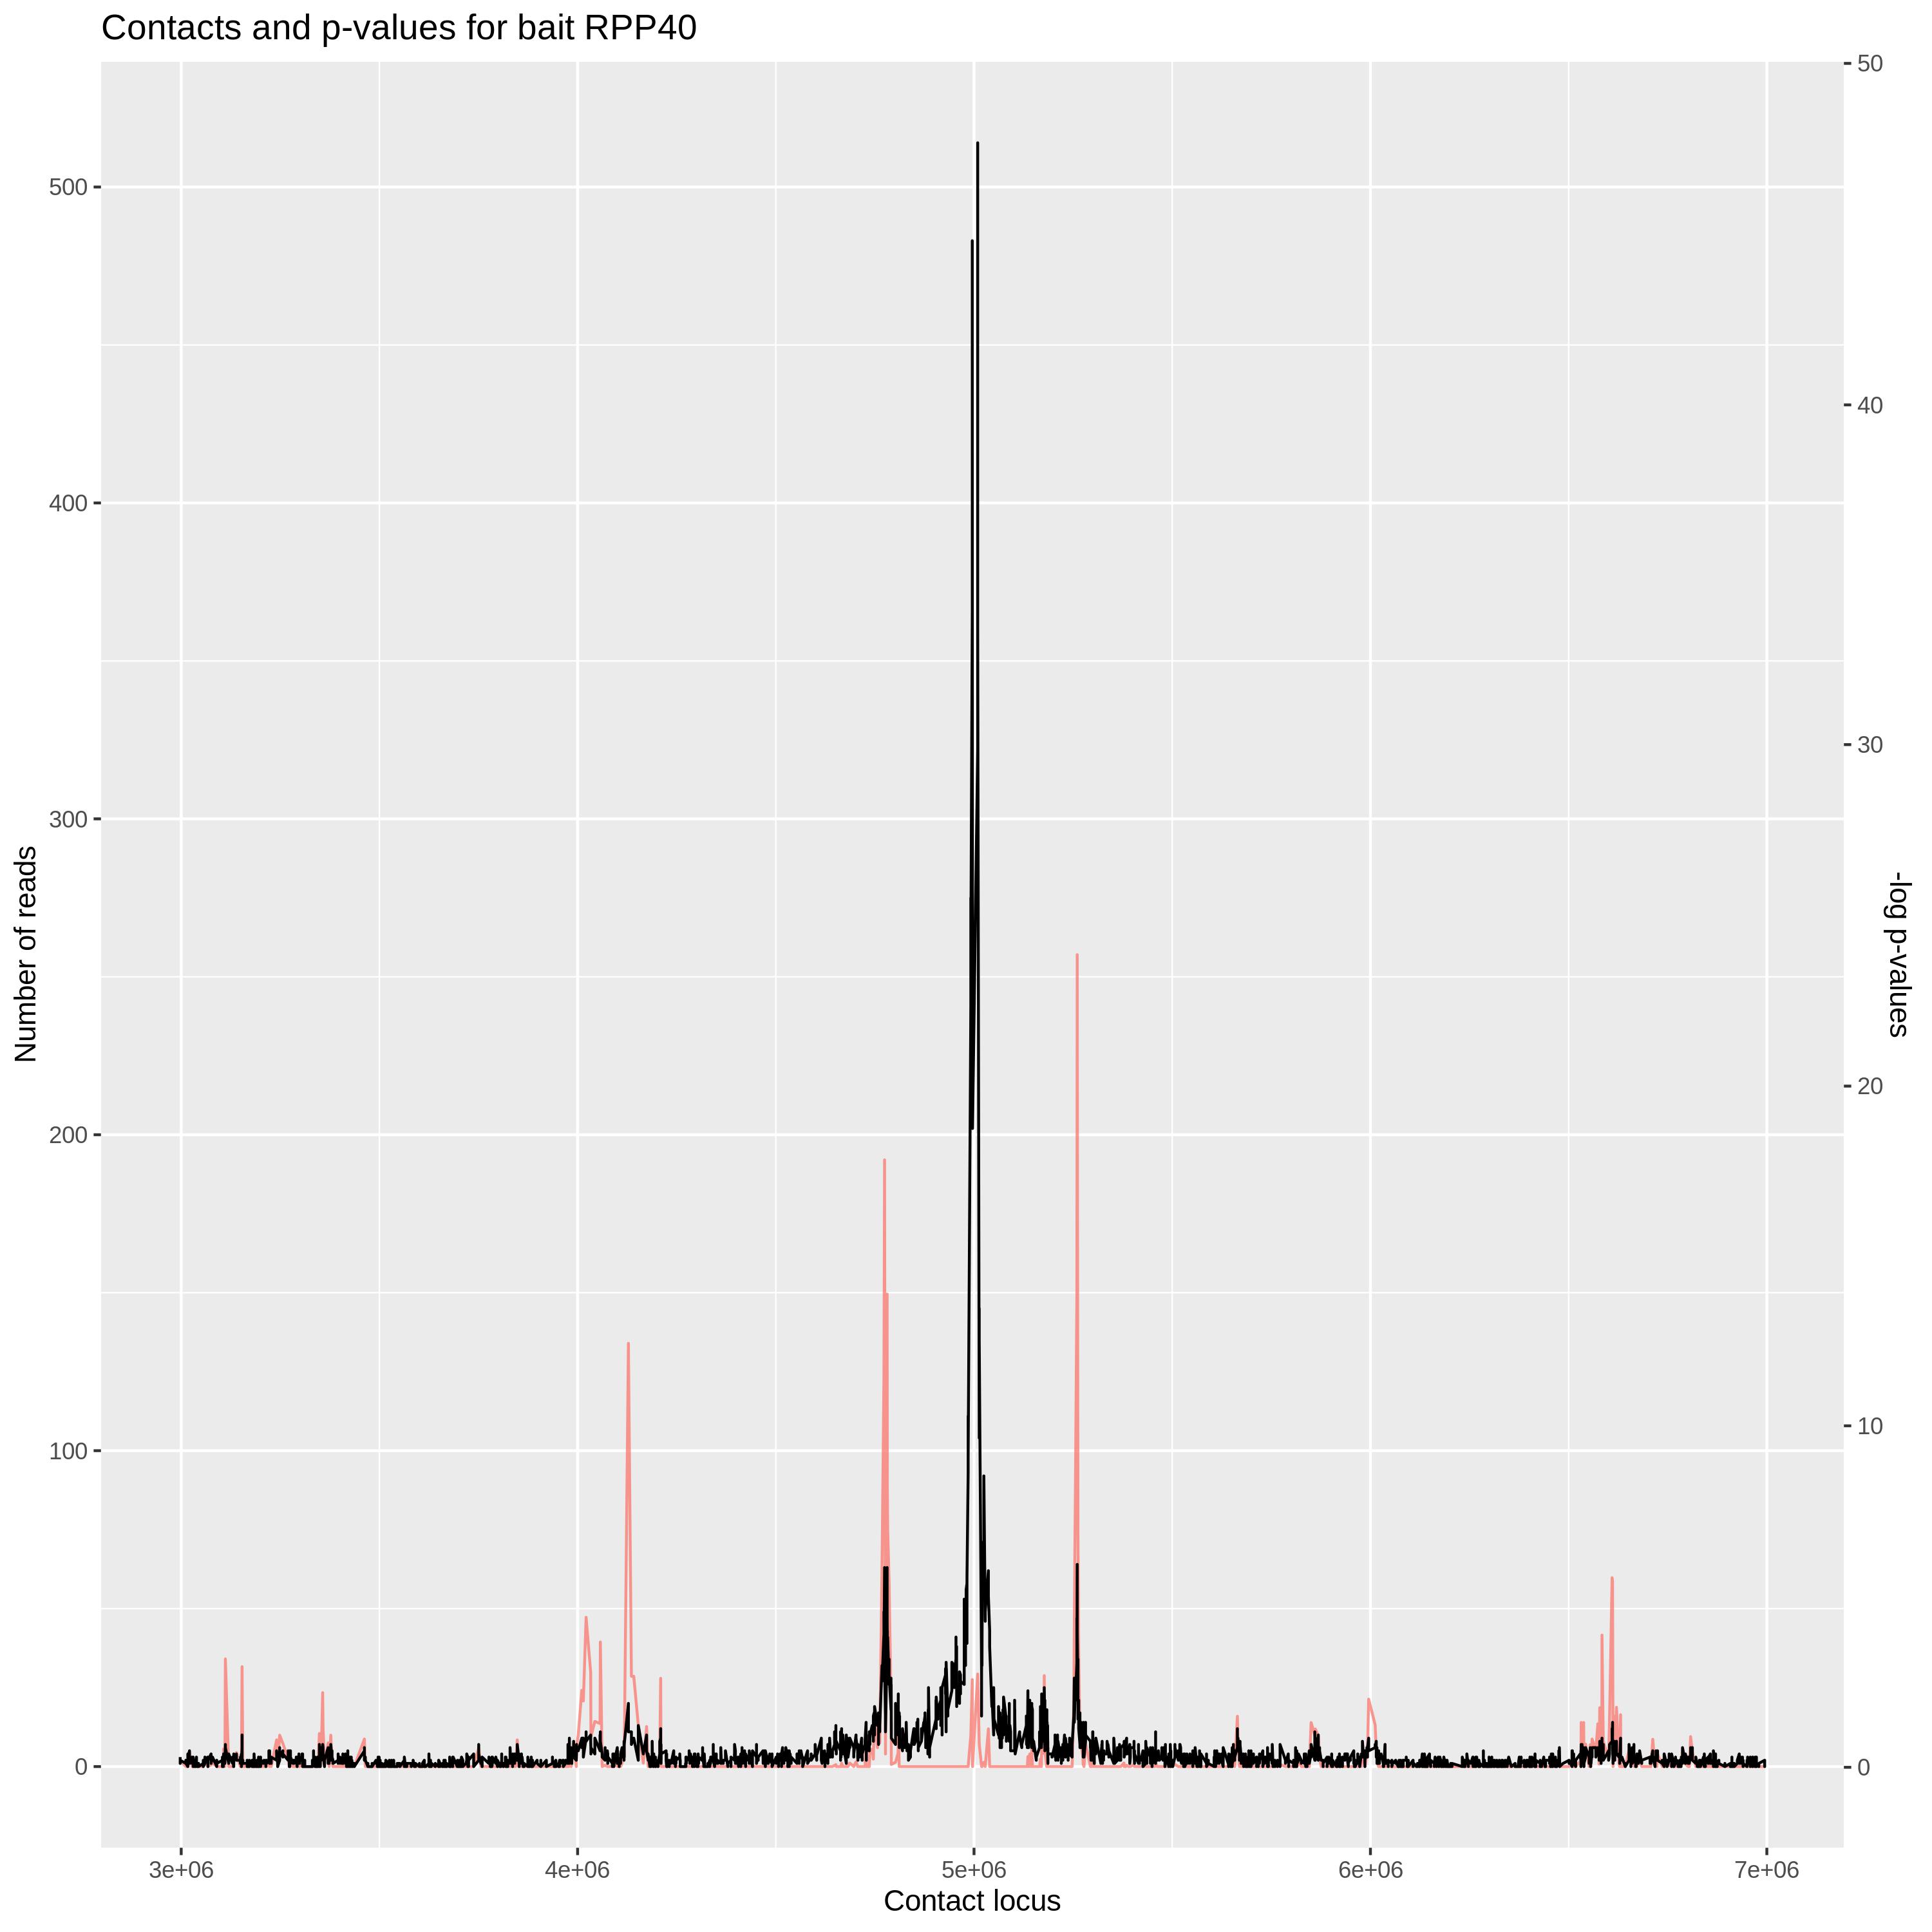 Contacts and p-values for bait RPP40
Number of reads
500
400
300
200
100
0
50
40
30
20
10
0
-log p-values
3e+06
4e+06
5e+06
6e+06
7e+06
Contact locus